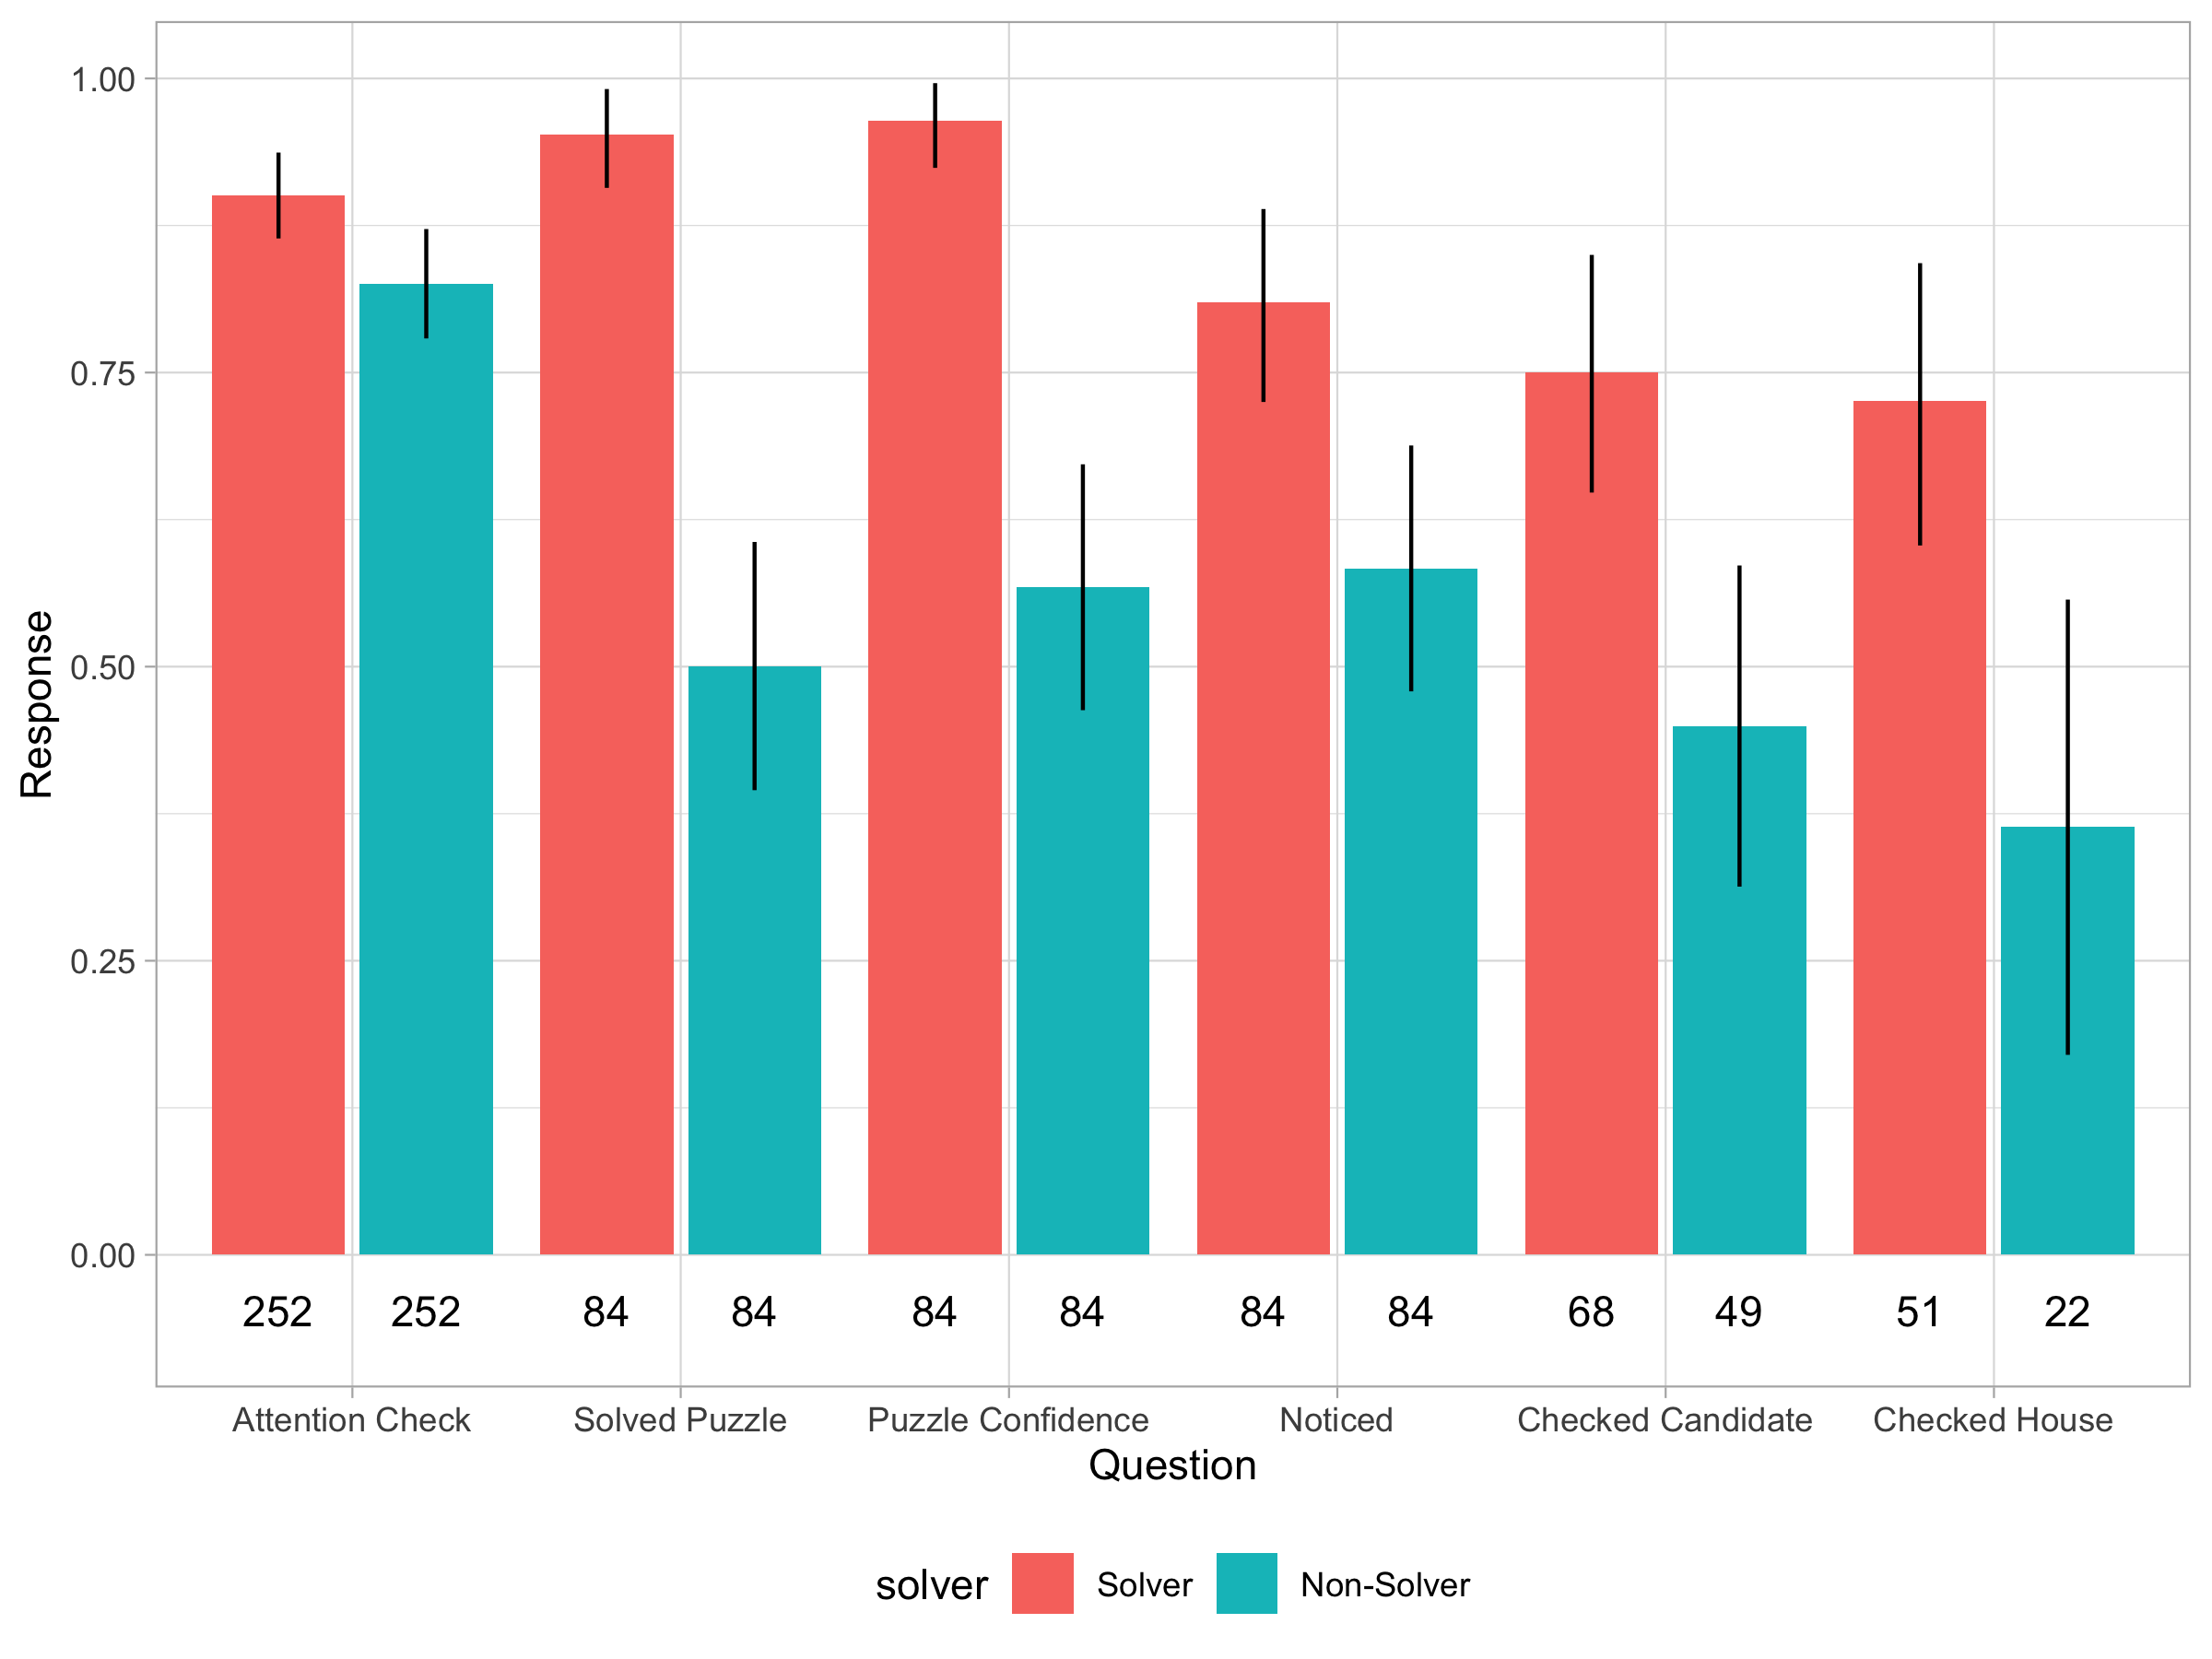 1.00
0.75
0.50
0.25
0.00
Response
252 252 84 84 84 84 84 84 68 49 51 22
Attention Check Solved Puzzle Puzzle Confidence Noticed Checked Candidate Checked House
Question
solver Solver Non-Solver